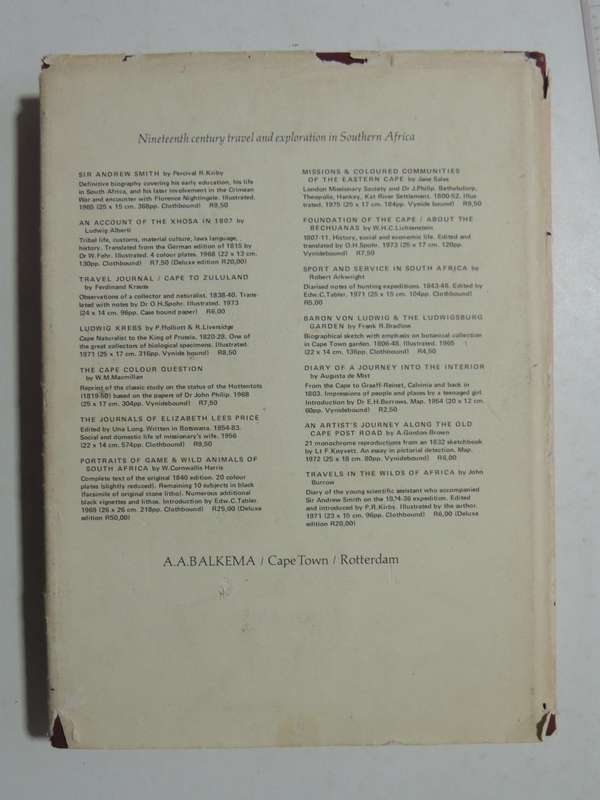 Nineteenth century travel and exploration in Southern Africa
SIR ANDREW SMITH by Percival R.Kirby
Definitive biography covering his early education, his life
in South Africa, and his later involvement in the Crimean
War and encounter with Florence Nightingale. Illustrated.
1965 (25 x 15 cm. 368pp. Clothbound) R9,50
AN ACCOUNT OF THE XHOSA IN 1807 by
Ludwig Alberti
Tribal life, customs, material culture, laws language,
history. Translated from the German edition of 1815 by
Dr W.Fehr. Illustrated. 4 colour plates. 1968 (22 x 13 cm.
130pp. Clothbound) R7,50 (Deluxe edition R20,00)
TRAVEL JOURNAL / CAPE TO ZULULAND
by Ferdinand Krauss
Observations of a collector and naturalist. 1838-40. Trans-
lated with notes by Dr O.H.Spohr. Illustrated. 1973
(24 x 14 cm. 96pp. Case bound paper) R6,00
LUDWIG KREBS by P.Ffolliott & R.Liversidge
Cape Naturalist to the King of Prussia. 1820-28. One of
the great collectors of biological specimens. Illustrated.
1971 (25 x 17 cm. 316pp. Vynide bound) R8,50
THE CAPE COLOUR QUESTION
by W.M.Macmillan
Reprint of the classic study on the status of the Hottentots
(1819-50) based on the papers of Dr John Philip. 1968
(25 x 17 cm. 304pp. Vynidebound) R7,50
THE JOURNALS OF ELIZABETH LEES PRICE
Edited by Una Long. Written in Botswana. 1854-83.
Social and domestic life of missionary's wife. 1956
(22 x 14 cm. 574pp. Clothbound) R9,50
PORTRAITS OF GAME & WILD ANIMALS OF
SOUTH AFRICA by W.Cornwallis Harris
Complete text of the original 1840 edition. 20 colour
plates (slightly reduced). Remaining 10 subjects in black
(facsimile of original stone litho). Numerous additional
black vignettes and lithos. Introduction by Edw.C.Tabler.
1969 (26 x 26 cm. 218pp. Clothbound) R25,00 (Deluxe
edition R50,00)
MISSIONS & COLOURED COMMUNITIES
OF THE EASTERN CAPE by Jane Sales
London Missionary Society and Dr J.Philip. Bethelsdorp,
Theopolis, Hankey, Kat River Settlement. 1800-52. Illus-
trated. 1975 (25 x 17 cm. 184pp. Vynide bound) R9,50
FOUNDATION OF THE CAPE / ABOUT THE
BECHUANAS by W.H.C.Lichtenstein
1807-11. History, social and economic life. Edited and
translated by O.H.Spohr. 1973 (25 x 17 cm. 120pp.
Vynidebound) R7,50
SPORT AND SERVICE IN SOUTH AFRICA by
Robert Arkwright
Diarised notes of hunting expeditions. 1843-46. Edited by
Edw.C.Tabler. 1971 (25 x 15 cm. 104pp. Clothbound)
R5,00
BARON VON LUDWIG & THE LUDWIGSBURG
GARDEN by Frank R.Bradlow
Biographical sketch with emphasis on botanical collection
in Cape Town garden. 1806-48. Illustrated. 1965
(22 x 14 cm. 136pp. Clothbound) R4,50
DIARY OF A JOURNEY INTO THE INTERIOR
by Augusta de Mist
From the Cape to Graaff-Reinet, Calvinia and back in
1803. Impressions of people and places by a teenaged girl.
Introduction by Dr E.H.Burrows. Map. 1954 (20 x 12 cm.
60pp. Vynidebound) R2,50
AN ARTIST'S JOURNEY ALONG THE OLD
CAPE POST ROAD by A.Gordon-Brown
21 monochrome reproductions from an 1832 sketchbook
by Lt F.Knyvett. An essay in pictorial detection. Map.
1972 (25 x 18 cm. 80pp. Vynidebound) R6,00
TRAVELS IN THE WILDS OF AFRICA by John
Burrow
Diary of the young scientific assistant who accompanied
Sir Andrew Smith on the 1834-36 expedition. Edited
and introduced by P.R.Kirby. Illustrated by the author.
1971 (23 x 15 cm. 96pp. Clothbound) R6,00 (Deluxe
edition R20,00)
A.A.BALKEMA / Cape Town / Rotterdam